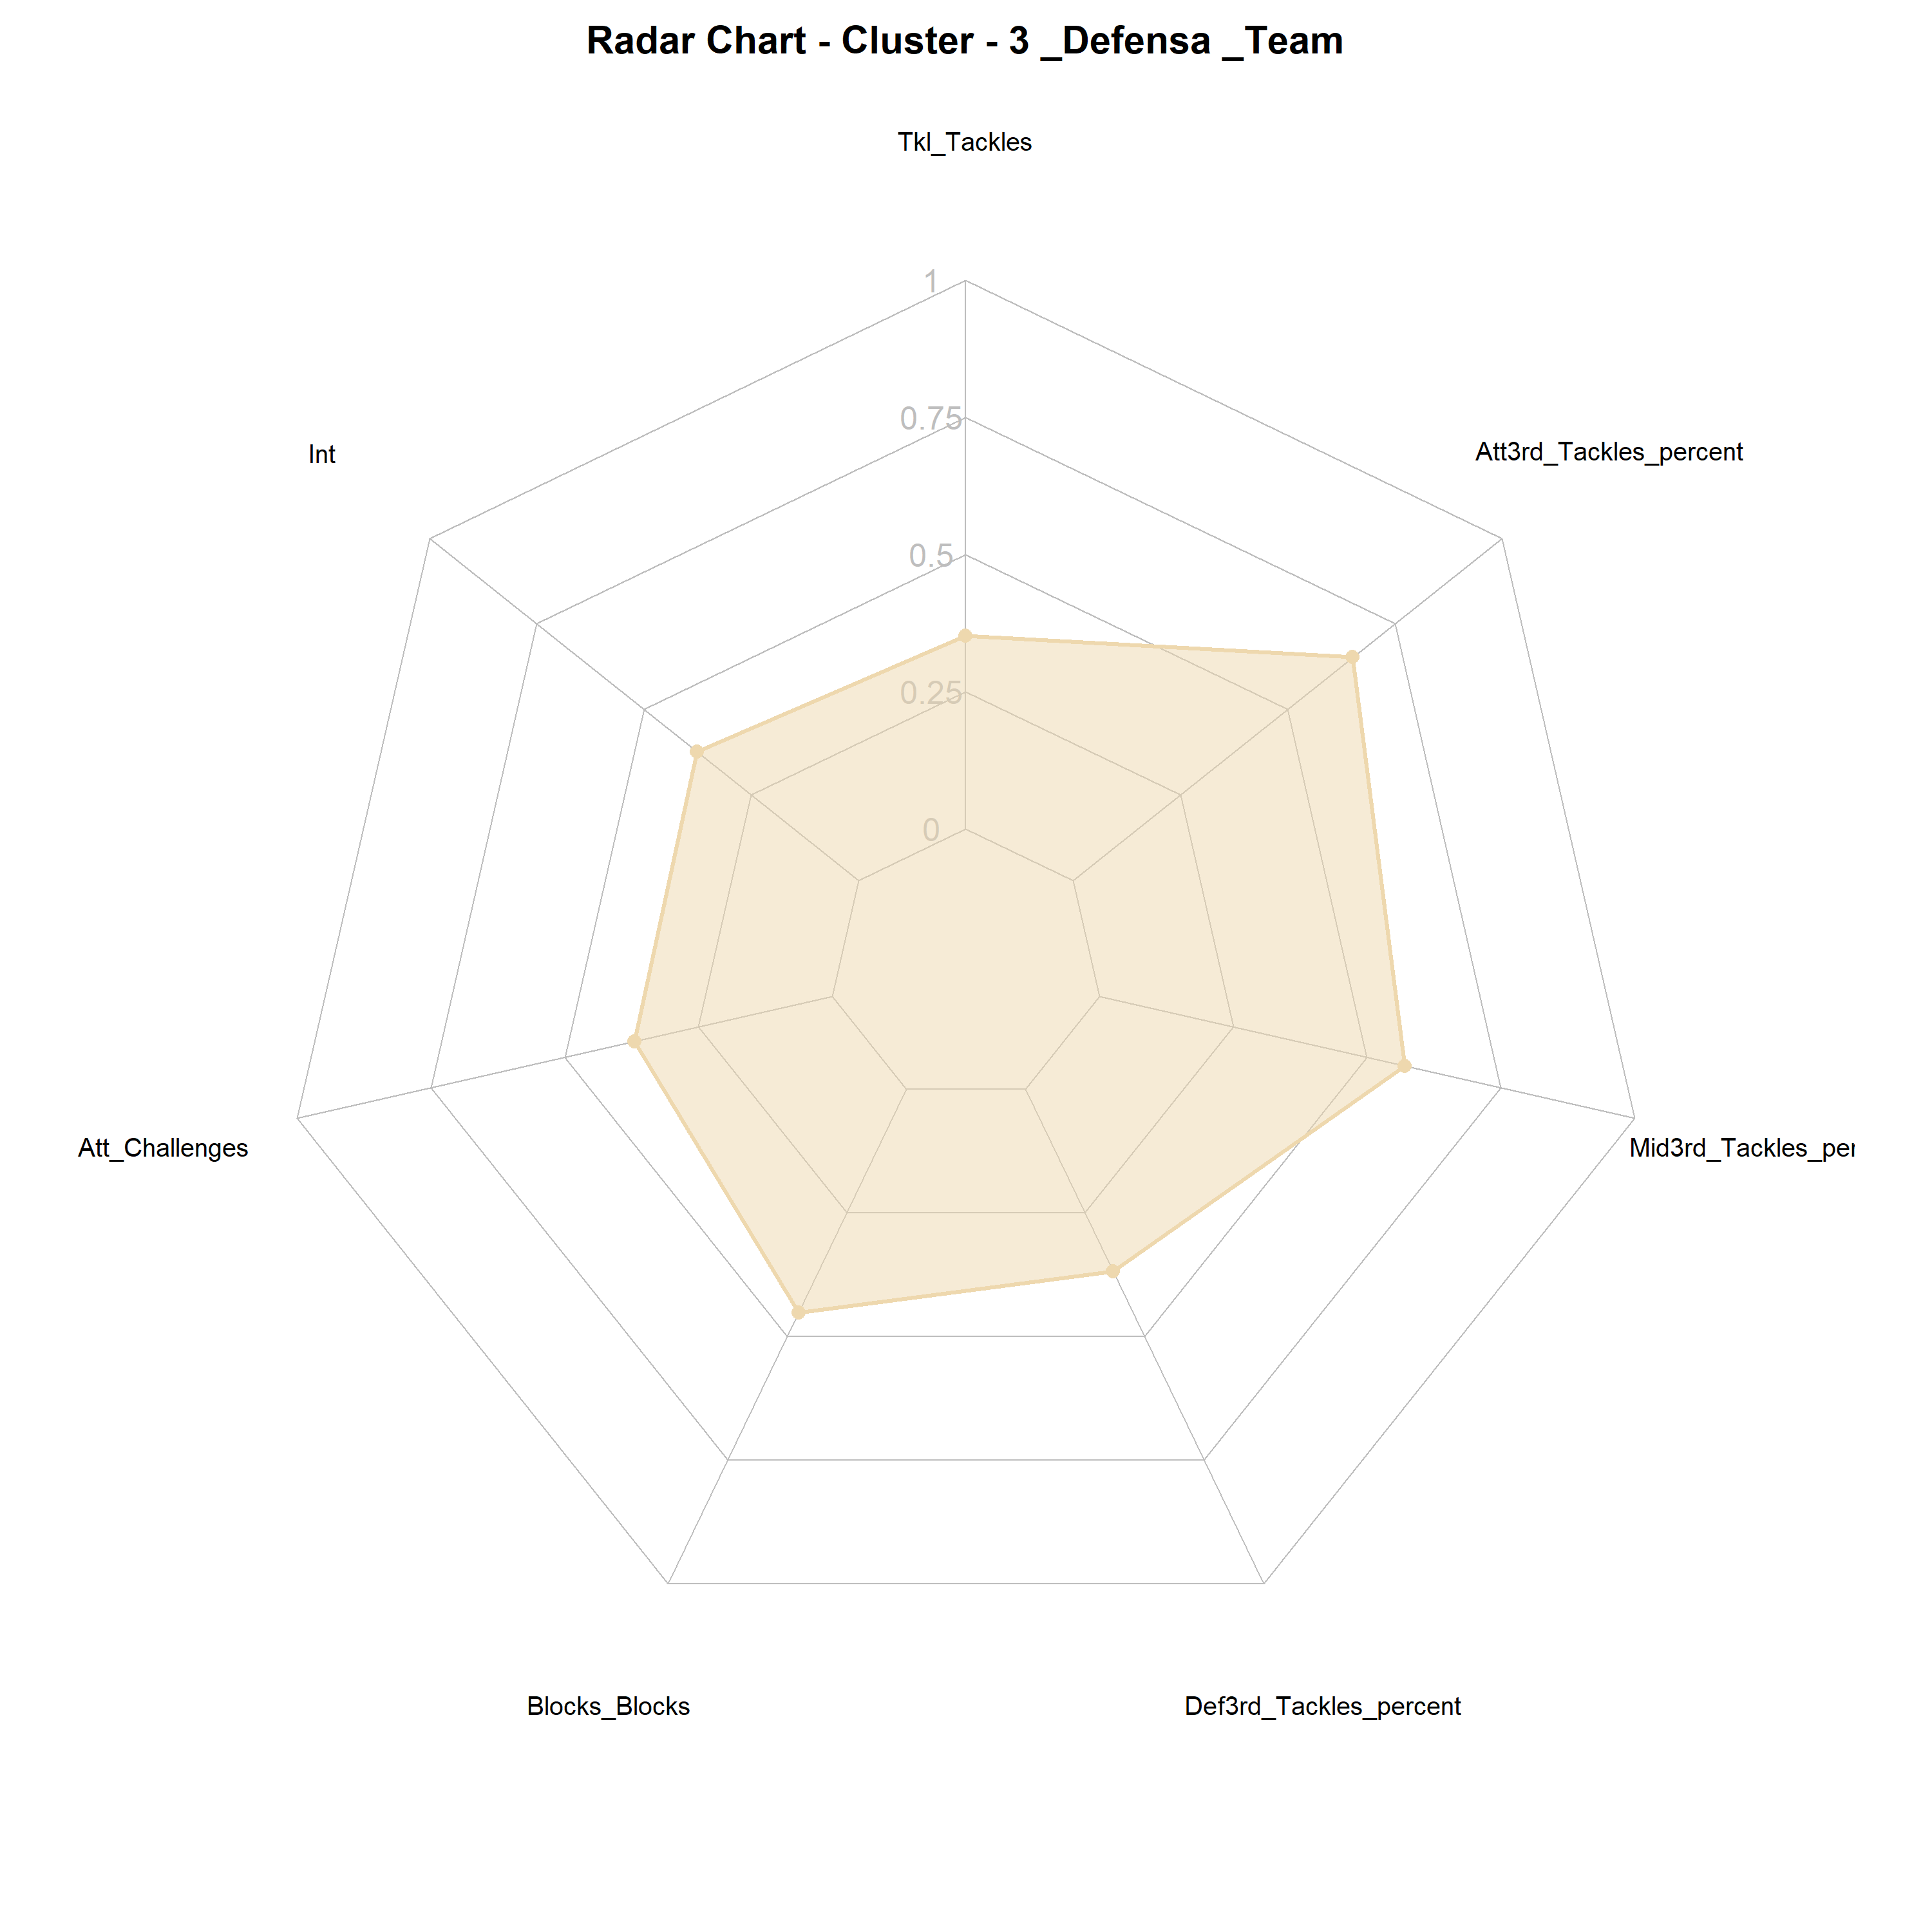 Radar Chart - Cluster - 3 _Defensa _Team
Tkl_Tackles
1
0.75
Att3rd_Tackles_percent
Int
0.5
0.25
0
Att_Challenges
Mid3rd_Tackles_per
Blocks_Blocks
Def3rd_Tackles_percent